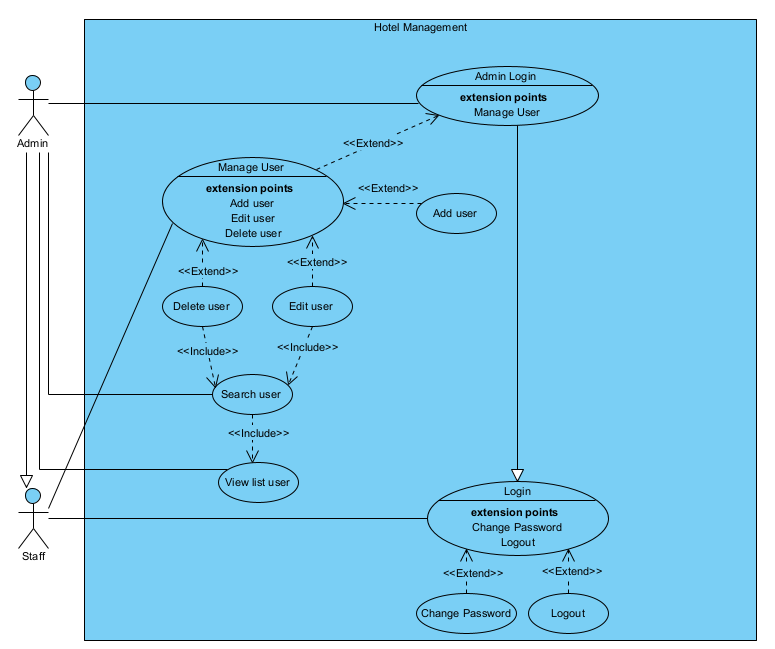 Hotel Management
Admin Login
extension points
Manage User
Admin
<<Extend>>
Manage User
extension points
Add user
Edit user
Delete user
<<Extend>>
Add user
<<Extend>>
<<Extend>>
Delete user
Edit user
<<Include>>
<<Include>>
Search user
<<Include>>
View list user
Login
extension points
Change Password
Logout
Staff
<<Extend>>
<<Extend>>
Change Password
Logout